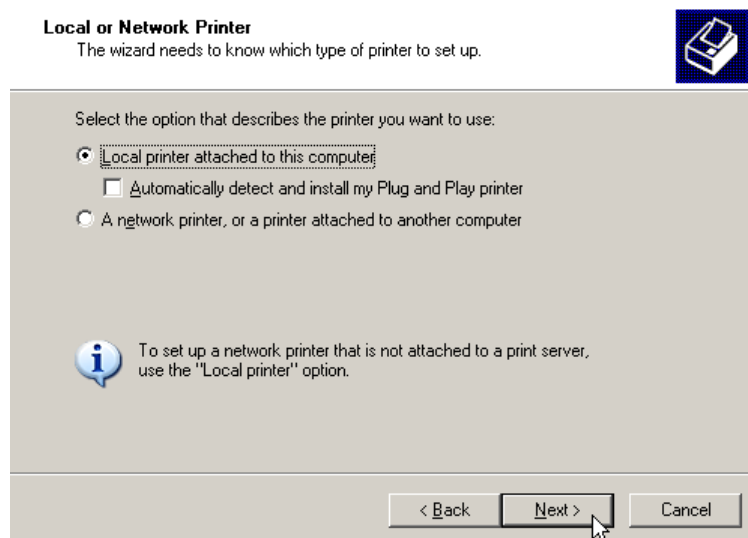 Local or Network Printer
The wizard needs to know which type of printer to set up.
Select the option that describes the printer you want to use:
Local printer attached to this computer
Automatically detect and install my Plug and Play printer
A network printer, or a printer attached to another computer
To set up a network printer that is not attached to a print server,
use the "Local printer" option.
< Back Next > Cancel